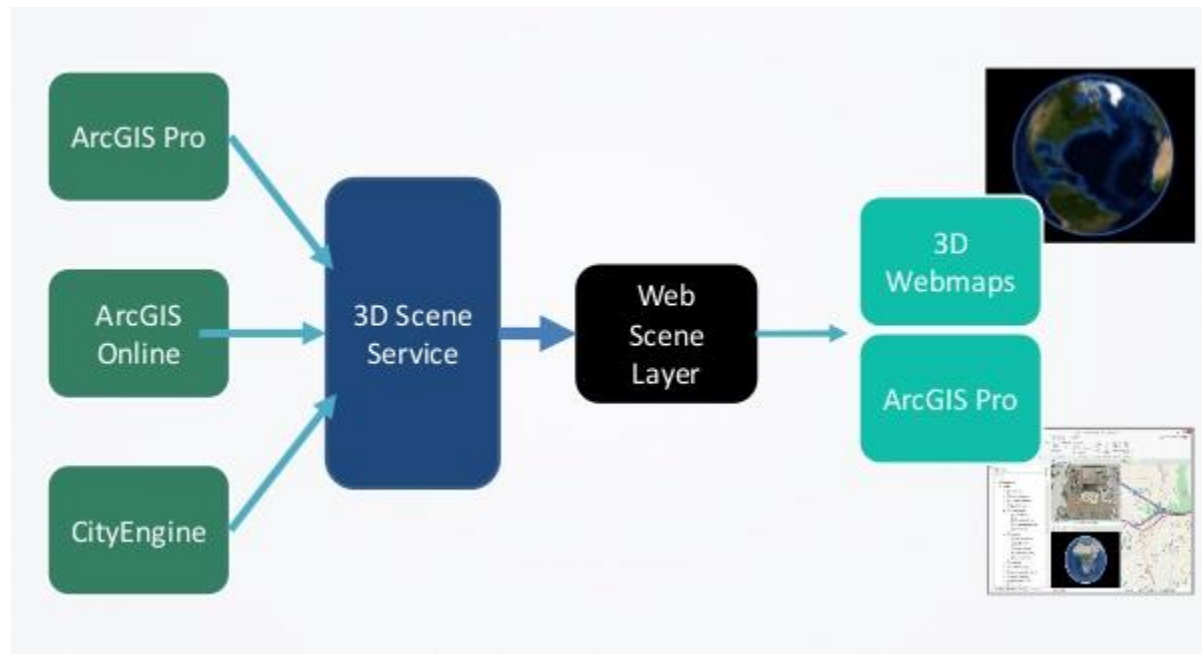 ArcGIS Pro
ArcGIS
Online
CityEngine
3D Scene
Service
Web
Scene
Layer
3D
Webmaps
ArcGIS Pro